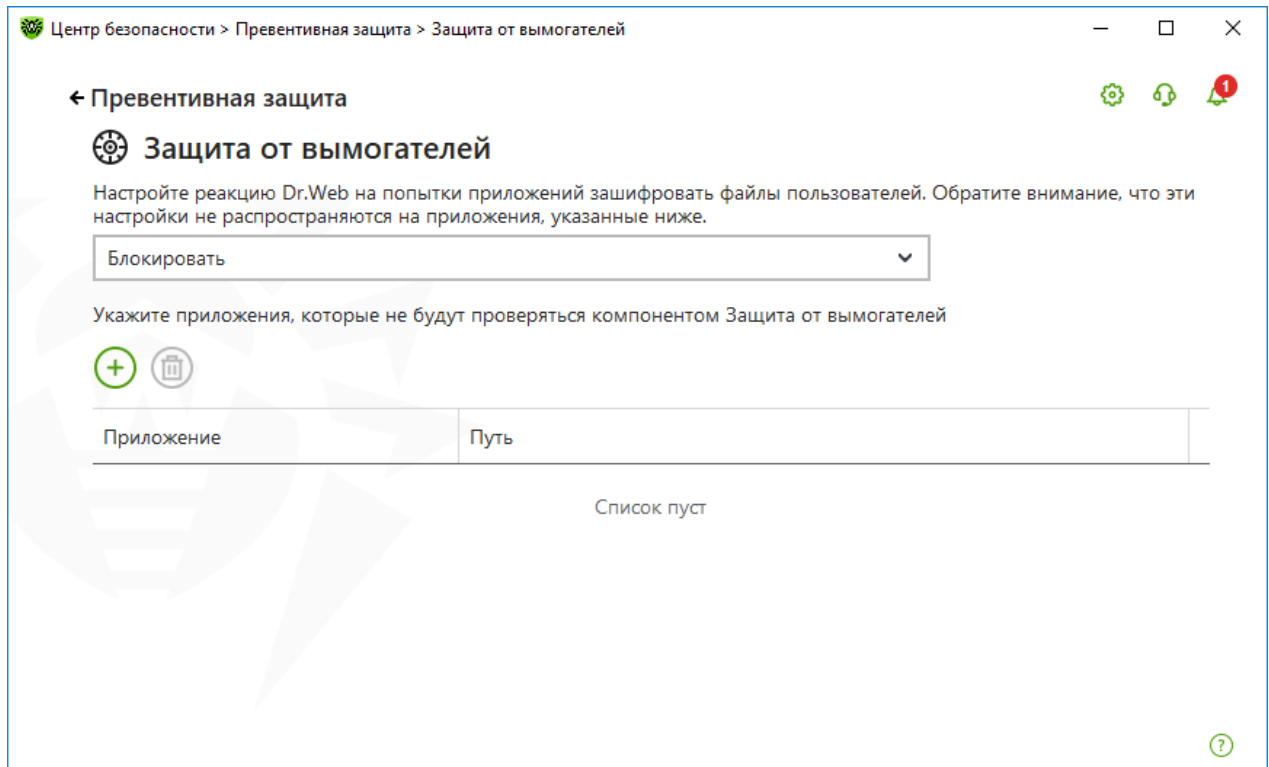 Центр безопасности > Превентивная защита > Защита от вымогателей
1
Превентивная защита
Защита от вымогателей
Настройте реакцию Dr.Web на попытки приложений зашифровать файлы пользователей. Обратите внимание, что эти
настройки не распространяются на приложения, указанные ниже.
Блокировать
Укажите приложения, которые не будут проверяться компонентом Защита от вымогателей
Приложение Путь
Список пуст
?